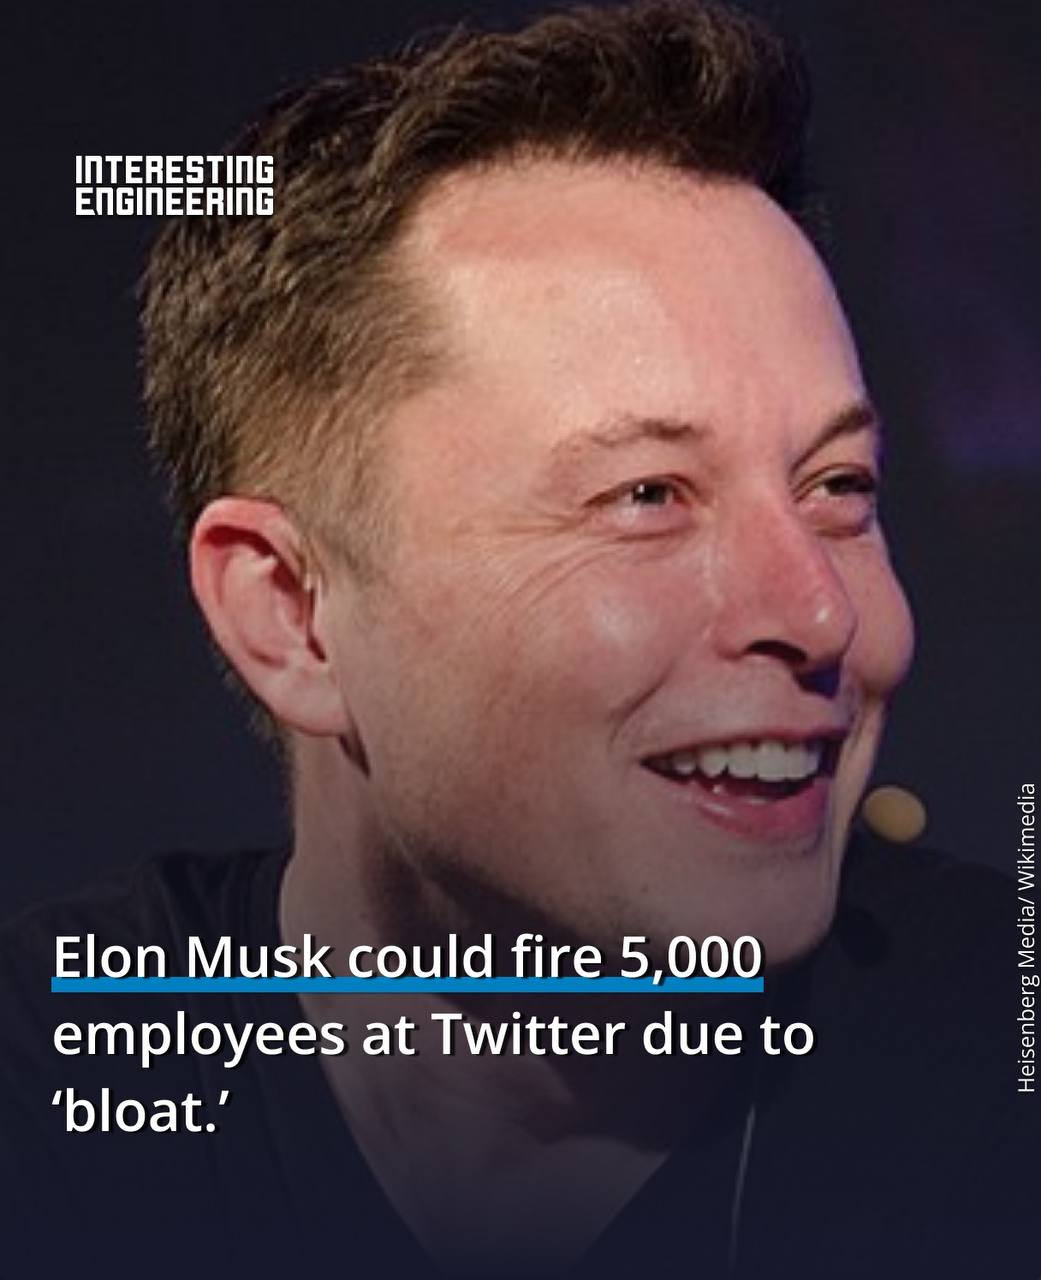 INTERESTING
ENGINEERING
Elon Musk could fire 5,000
employees at Twitter due to
‘bloat.’
Heisenberg Media/ Wikimedia